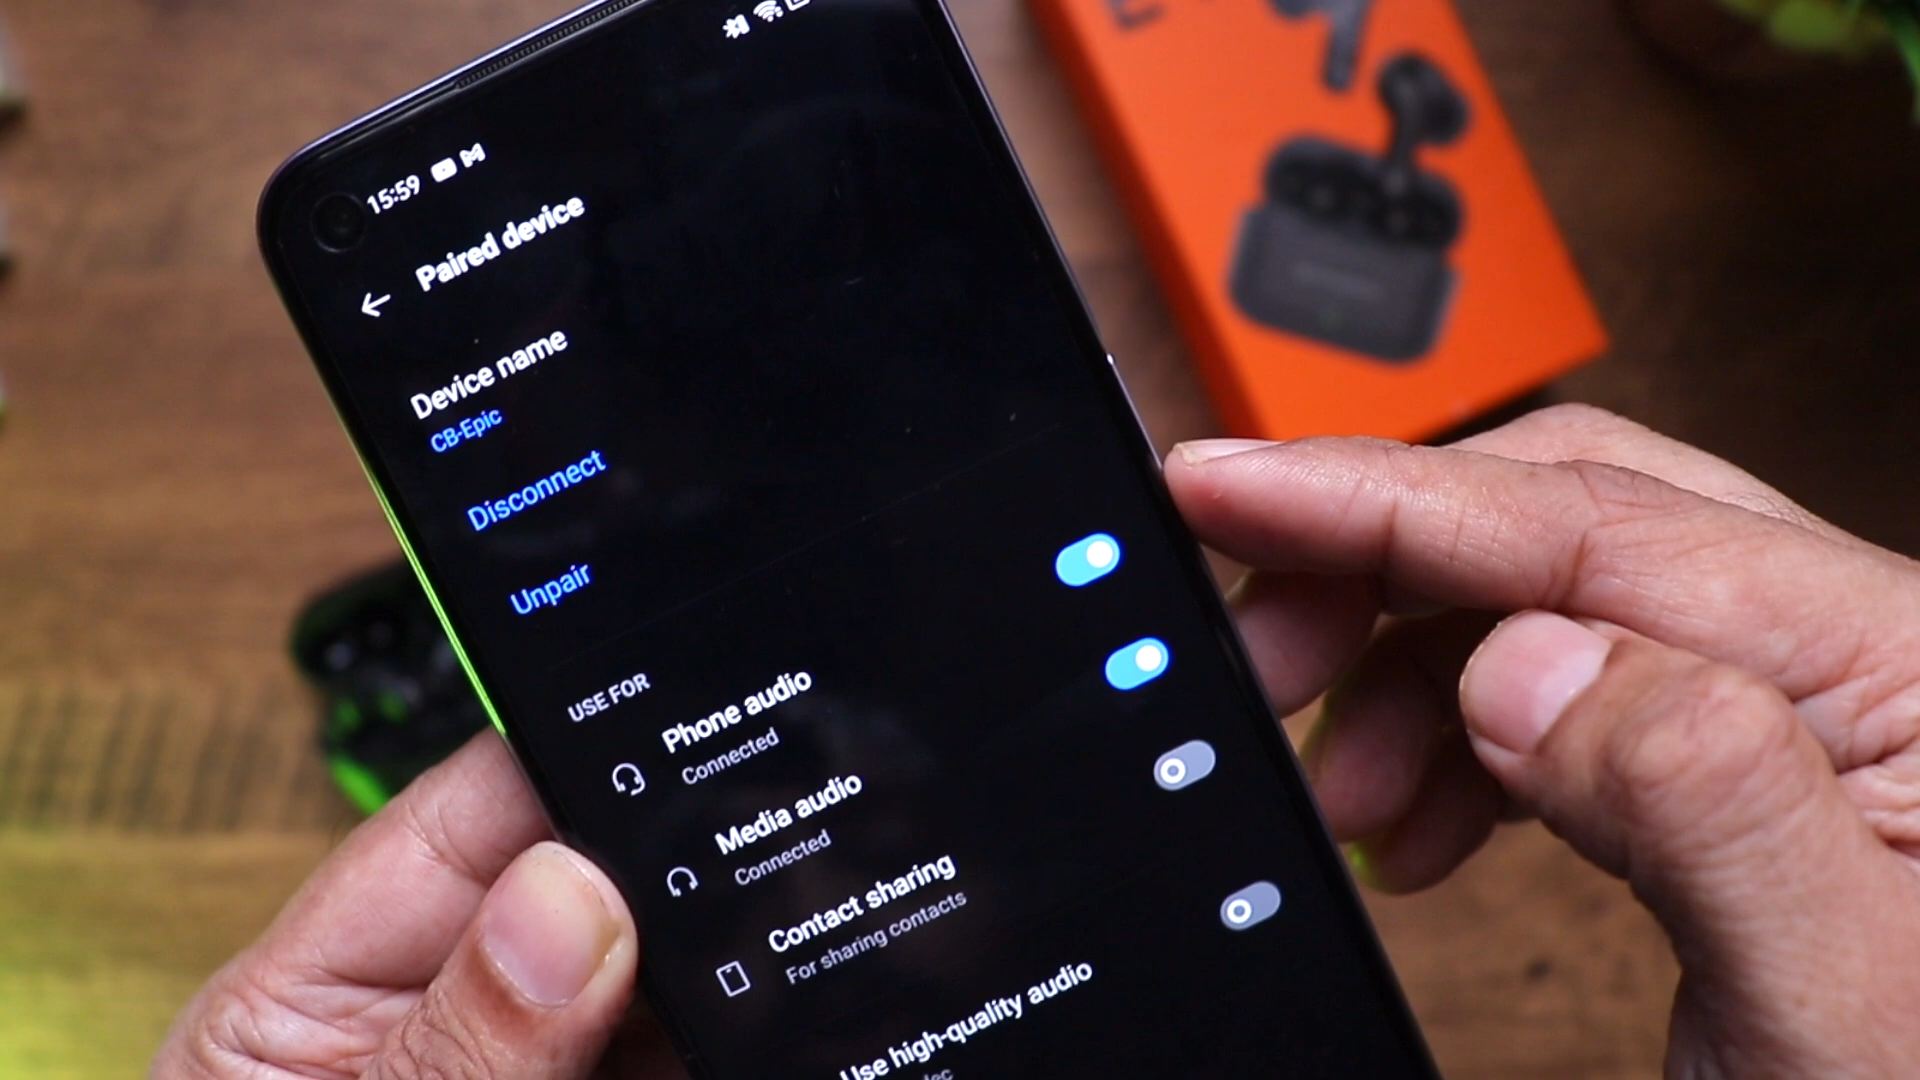 15:59
Paired device
Device name
CB-Epic
Disconnect
Unpair
USE FOR
Phone audio
Connected
Media audio
Connected
Contact sharing
For sharing contacts
Use high-quality audio